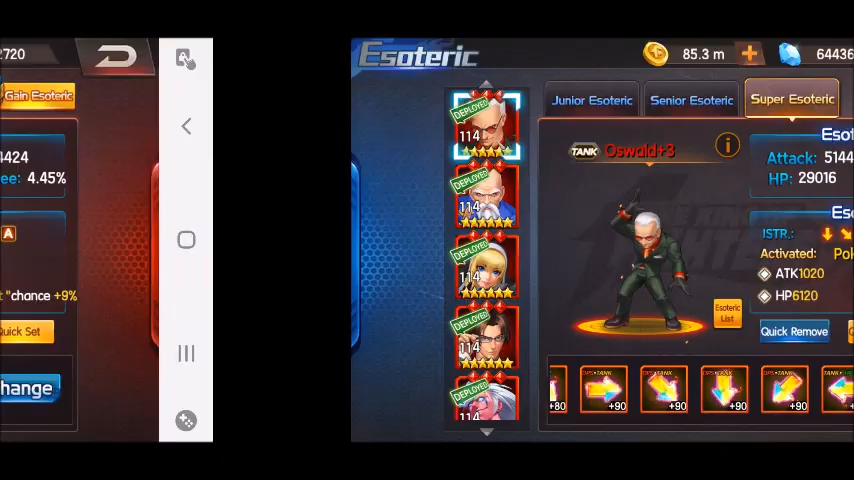 2720
Gain Esoteric
4424
ee: 4.45%
A
t "chance +9%
Quick Set
hange
Esoteric
85.3 m
64436
Junior Esoteric
Senior Esoteric
Super Esoteric
DEPLOYED
114
DEPLOYED
114
DEPLOYED
114
DEPLOYED
114
DEPLOYED
114
TANK
Oswald+3
i
Esot
Attack: 5144
HP: 29016
Eso
ISTR.:
Activated: Pok
ATK1020
HP6120
Esoteric
List
Quick Remove
+80
+90
+90
+90
+90